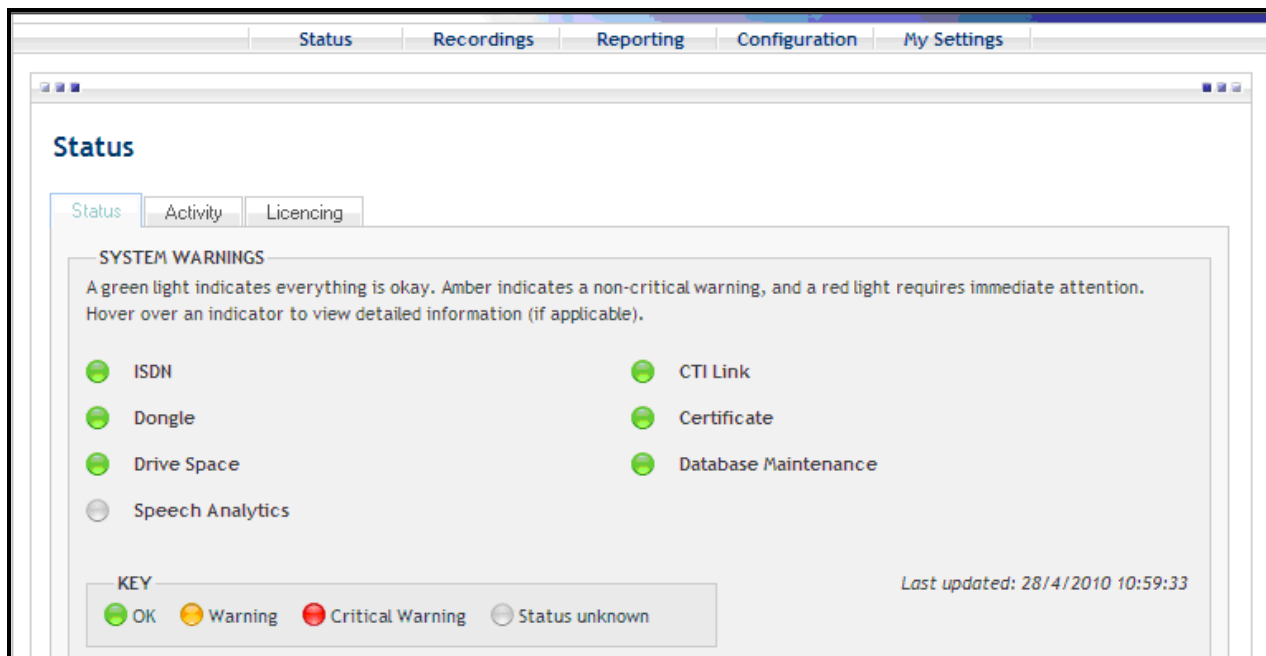 Status Recordings Reporting Configuration My Settings
Status
Status Activity Licencing
SYSTEM WARNINGS
A green light indicates everything is okay. Amber indicates a non-critical warning, and a red light requires immediate attention.
Hover over an indicator to view detailed information (if applicable).
ISDN CTI Link
Dongle Certificate
Drive Space Database Maintenance
Speech Analytics
KEY
Last updated: 28/4/2010 10:59:33
OK Warning Critical Warning Status unknown